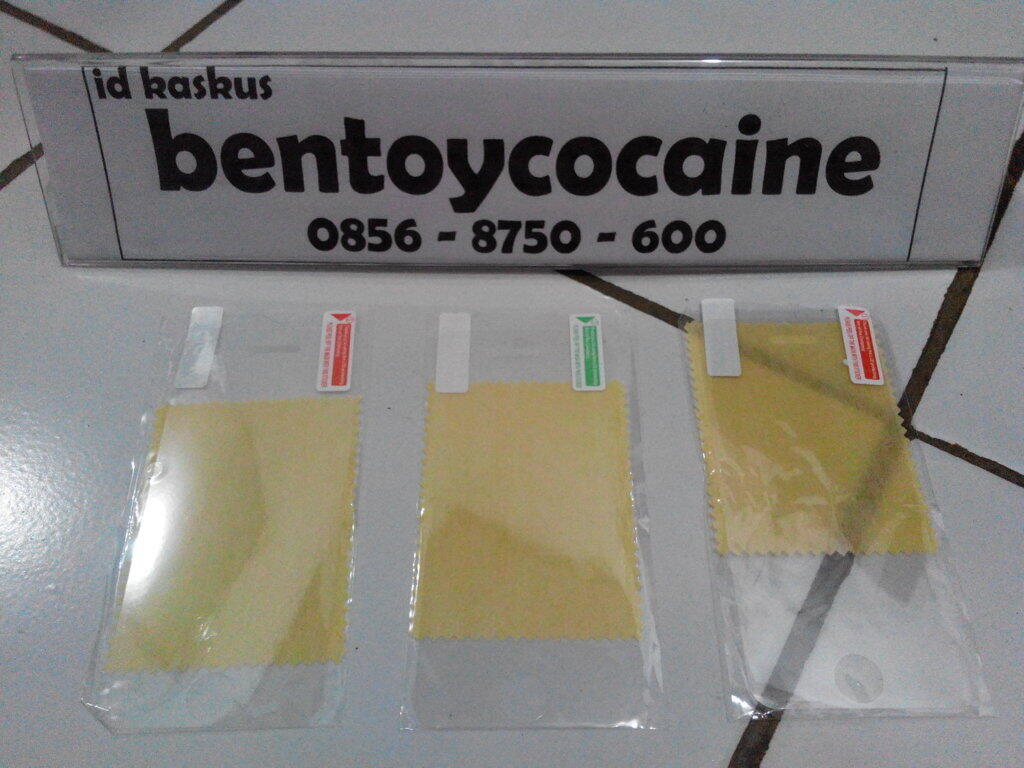 id kaskus
bentoycocaine
0856 - 8750 - 600